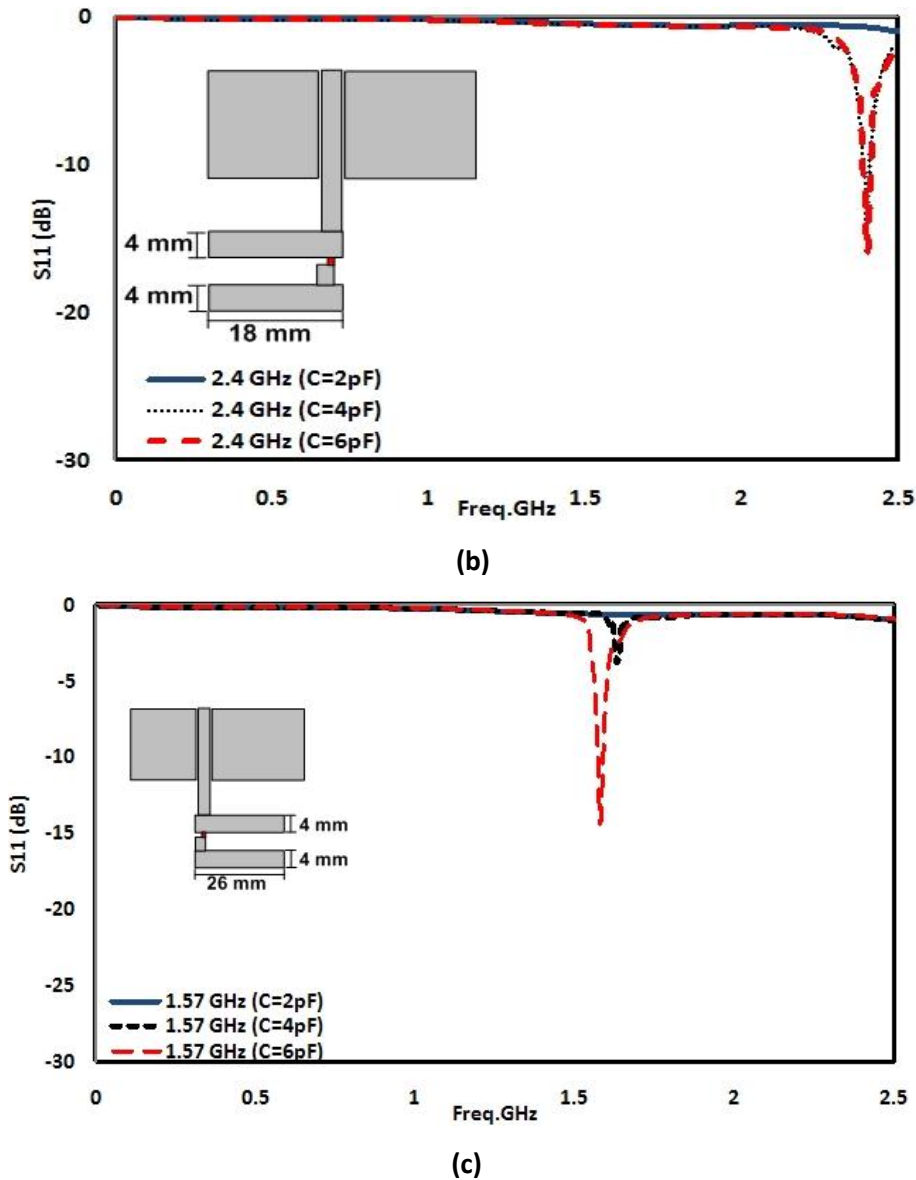 0
-10
-20
-30
S11 (dB)
4 mm
4 mm
18 mm
2.4 GHz (C=2pF)
2.4 GHz (C=4pF)
2.4 GHz (C=6pF)
0 0.5 1 1.5 2 2.5
Freq.GHz
(b)
0
-5
-10
-15
-20
-25
-30
S11 (dB)
4 mm
4 mm
26 mm
1.57 GHz (C=2pF)
1.57 GHz (C=4pF)
1.57 GHz (C=6pF)
0 0.5 1 1.5 2 2.5
Freq.GHz
(c)